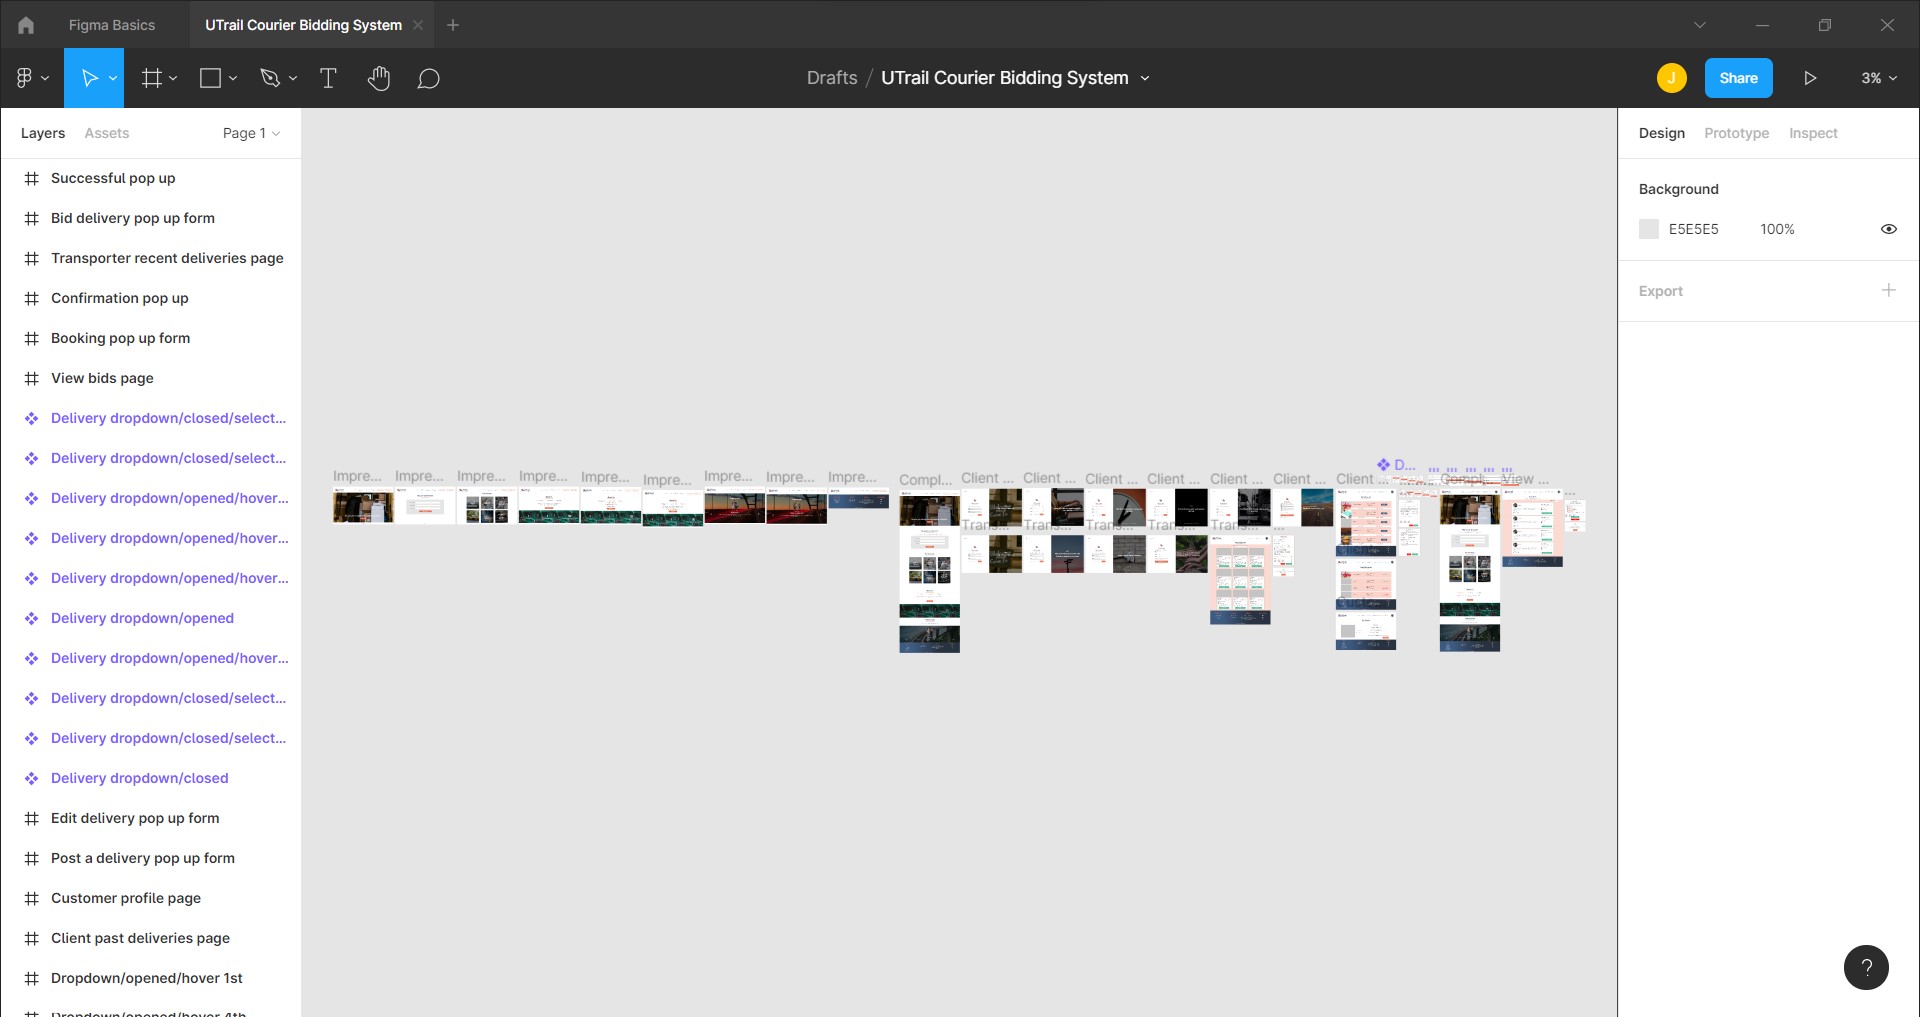 Figma Basics
UTrail Courier Bidding System
Drafts / UTrail Courier Bidding System
J
Share
3%
Layers
Assets
Page 1
Successful pop up
Bid delivery pop up form
Transporter recent deliveries page
Confirmation pop up
Booking pop up form
View bids page
Delivery dropdown/closed/select...
Delivery dropdown/closed/select...
Delivery dropdown/opened/hover...
Delivery dropdown/opened/hover...
Delivery dropdown/opened/hover...
Delivery dropdown/opened
Delivery dropdown/opened/hover...
Delivery dropdown/closed/select...
Delivery dropdown/closed/select...
Delivery dropdown/closed
Edit delivery pop up form
Post a delivery pop up form
Customer profile page
Client past deliveries page
Dropdown/opened/hover 1st
Dropdown/opened/hover 4th
Impre...
Impre...
Impre...
Impre...
Impre...
Impre...
Impre...
Impre...
Impre...
Compl...
Client ...
Client ...
Client ...
Client ...
Client ...
Client ...
Client ...
D...
Compl...
View ...
...
Trans...
Trans...
Trans...
Trans...
Trans...
...
Design
Prototype
Inspect
Background
E5E5E5
100%
Export
?